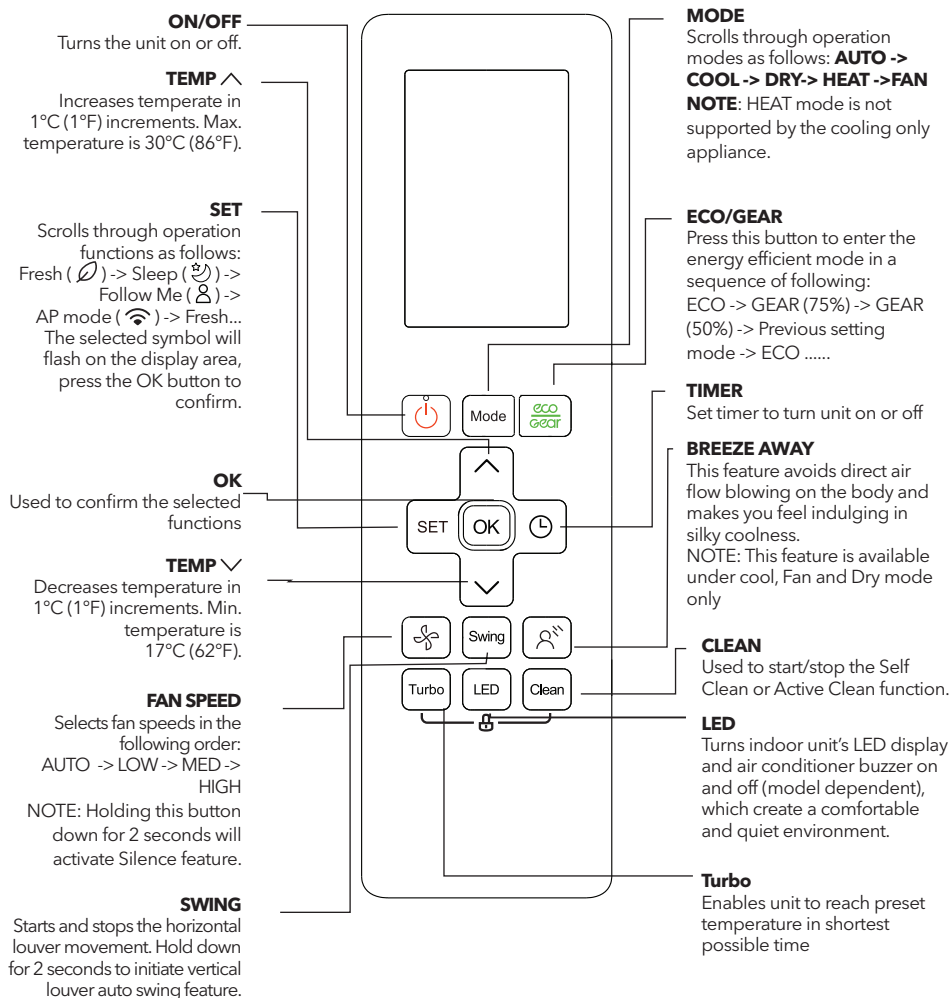 ON/OFF
Turns the unit on or off.
TEMP
Increases temperate in
1°C (1°F) increments. Max.
temperature is 30°C (86°F).
SET
Scrolls through operation
functions as follows:
Fresh ( ) -> Sleep ( ) ->
Follow Me ( ) ->
AP mode ( ) -> Fresh...
The selected symbol will
flash on the display area,
press the OK button to
confirm.
OK
Used to confirm the selected
functions
TEMP
Decreases temperature in
1°C (1°F) increments. Min.
temperature is
17°C (62°F).
FAN SPEED
Selects fan speeds in the
following order:
AUTO -> LOW -> MED ->
HIGH
NOTE: Holding this button
down for 2 seconds will
activate Silence feature.
SWING
Starts and stops the horizontal
louver movement. Hold down
for 2 seconds to initiate vertical
louver auto swing feature.
Mode
eco
Gear
SET
OK
Swing
Turbo
LED
Clean
MODE
Scrolls through operation
modes as follows: AUTO ->
COOL -> DRY-> HEAT ->FAN
NOTE: HEAT mode is not
supported by the cooling only
appliance.
ECO/GEAR
Press this button to enter the
energy efficient mode in a
sequence of following:
ECO -> GEAR (75%) -> GEAR
(50%) -> Previous setting
mode -> ECO ......
TIMER
Set timer to turn unit on or off
BREEZE AWAY
This feature avoids direct air
flow blowing on the body and
makes you feel indulging in
silky coolness.
NOTE: This feature is available
under cool, Fan and Dry mode
only
CLEAN
Used to start/stop the Self
Clean or Active Clean function.
LED
Turns indoor unit's LED display
and air conditioner buzzer on
and off (model dependent),
which create a comfortable
and quiet environment.
Turbo
Enables unit to reach preset
temperature in shortest
possible time